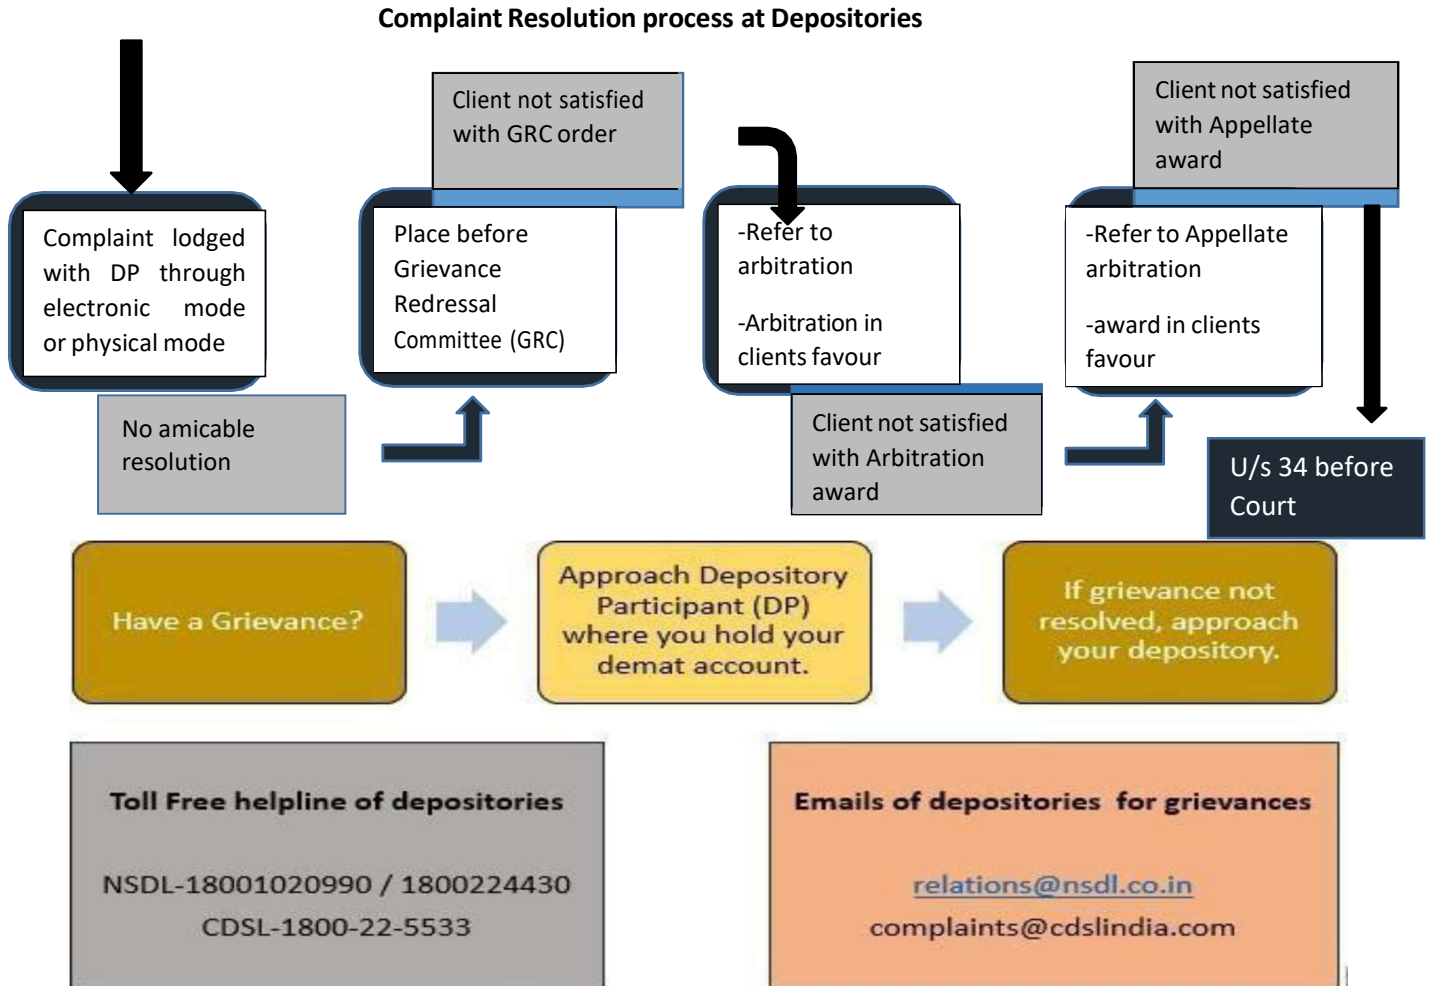 Complaint Resolution process at Depositories
Client not satisfied
with GRC order
Client not satisfied
with Appellate
award
Complaint lodged
with DP through
electronic mode
or physical mode
Place before
Grievance
Redressal
Committee (GRC)
-Refer to
arbitration
-Arbitration in
clients favour
-Refer to Appellate
arbitration
-award in clients
favour
No amicable
resolution
Client not satisfied
with Arbitration
award
U/s 34 before
Court
Have a Grievance?
Approach Depository
Participant (DP)
where you hold your
demat account.
If grievance not
resolved, approach
your depository.
Toll Free helpline of depositories
NSDL-18001020990 / 1800224430
CDSL-1800-22-5533
Emails of depositories for grievances
relations@nsdl.co.in
complaints@cdslindia.com